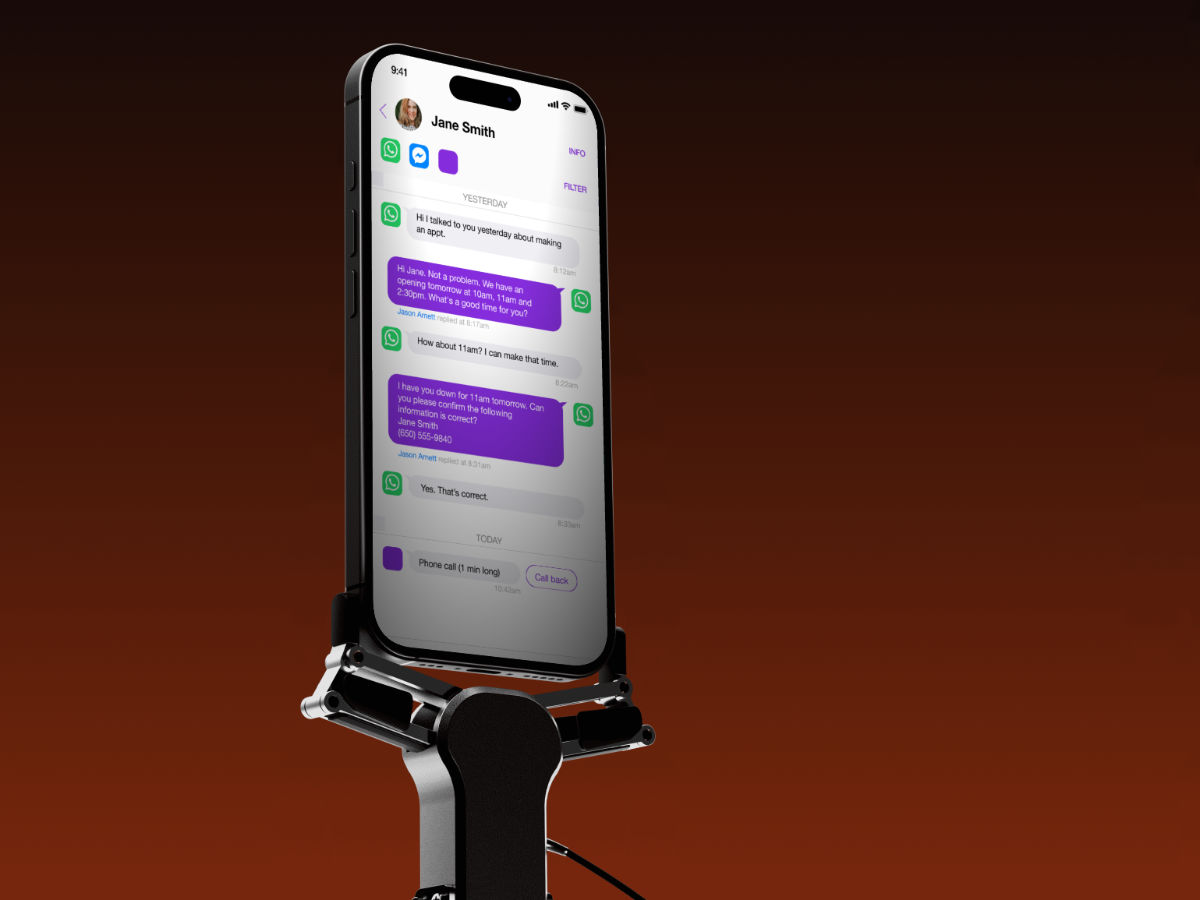 9:41
Jane Smith
INFO
FILTER
YESTERDAY
Hi I talked to you yesterday about making
an appt.
8:12am
Hi Jane. Not a problem. We have an
opening tomorrow at 10am, 11am and
2:30pm. What's a good time for you?
Jason Arnett replied at 8:17am
How about 11am? I can make that time.
8:22am
I have you down for 11am tomorrow. Can
you please confirm the following
information is correct?
Jane Smith
(650) 555-9840
Jason Arnett replied at 8:31am
Yes. That's correct.
8:33am
TODAY
Phone call (1 min long)
Call back
10:42am